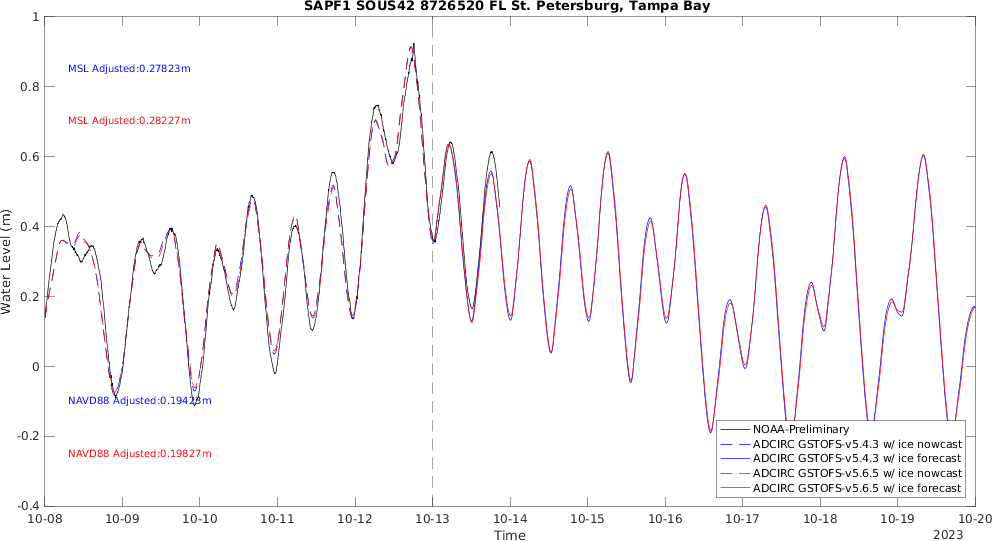 SAPF1 SOUS42 8726520 FL St. Petersburg, Tampa Bay
1
0.8
0.6
0.4
0.2
0
-0.2
-0.4
Water Level (m)
MSL Adjusted:0.27823m
MSL Adjusted:0.28227m
NAVD88 Adjusted:0.19423m
NAVD88 Adjusted:0.19827m
NOAA-Preliminary
ADCIRC GSTOFS-v5.4.3 w/ ice nowcast
ADCIRC GSTOFS-v5.4.3 w/ ice forecast
ADCIRC GSTOFS-v5.6.5 w/ ice nowcast
ADCIRC GSTOFS-v5.6.5 w/ ice forecast
10-08 10-09 10-10 10-11 10-12 10-13 10-14 10-15 10-16 10-17 10-18 10-19 10-20
Time
2023